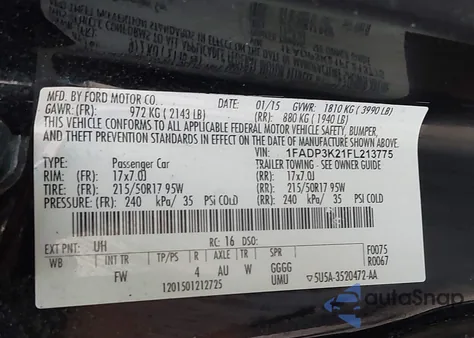 MFD. BY FORD MOTOR CO. 01/15 GVWR: 1810 KG ( 3990 LB)
GAWR: (FR): 972 KG ( 2143 LB) (RR): 880 KG ( 1940 LB)
THIS VEHICLE CONFORMS TO ALL APPLICABLE FEDERAL MOTOR VEHICLE SAFETY, BUMPER,
AND THEFT PREVENTION STANDARDS IN EFFECT ON THE DATE OF MANUFACTURE SHOWN ABOVE.
VIN: 1FADP3K21FL213775
TYPE: Passenger Car TRAILER TOWING - SEE OWNER GUIDE
RIM: (FR): 17x7.0J (RR): 17x7.0J
TIRE: (FR): 215/50R17 95W (RR): 215/50R17 95W
PRESSURE: (FR): 240 kPa/ 35 PSI COLD (RR): 240 kPa/ 35 PSI COLD
EXT PNT: UH RC: 16 DSO: F0075
WB INT TR TP/PS R AXLE TR SPR R0067
FW 4 AU W GGGG
UMU 5U5A-3520472-AA
1201501212725
autoSnap